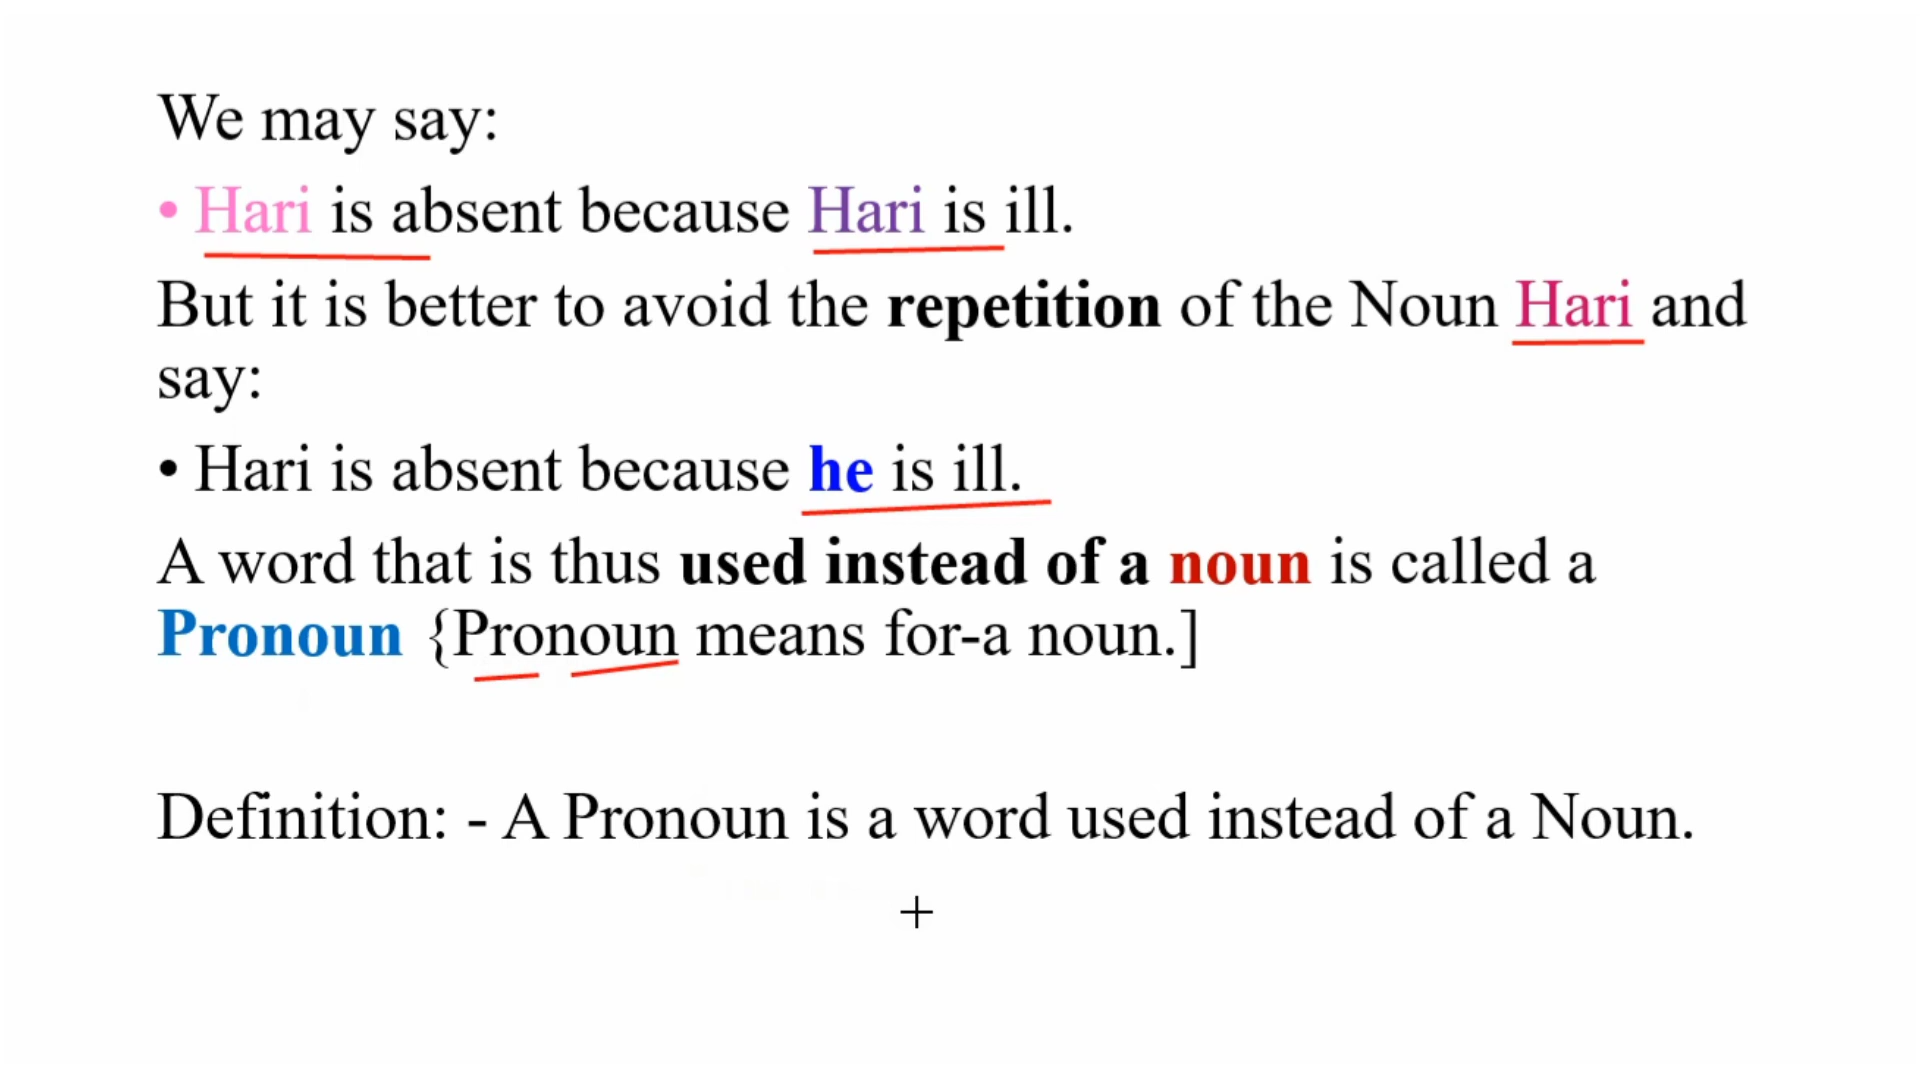 We may say:
• Hari is absent because Hari is ill.
But it is better to avoid the repetition of the Noun Hari and
say:
• Hari is absent because he is ill.
A word that is thus used instead of a noun is called a
Pronoun {Pronoun means for-a noun.]
Definition: - A Pronoun is a word used instead of a Noun.